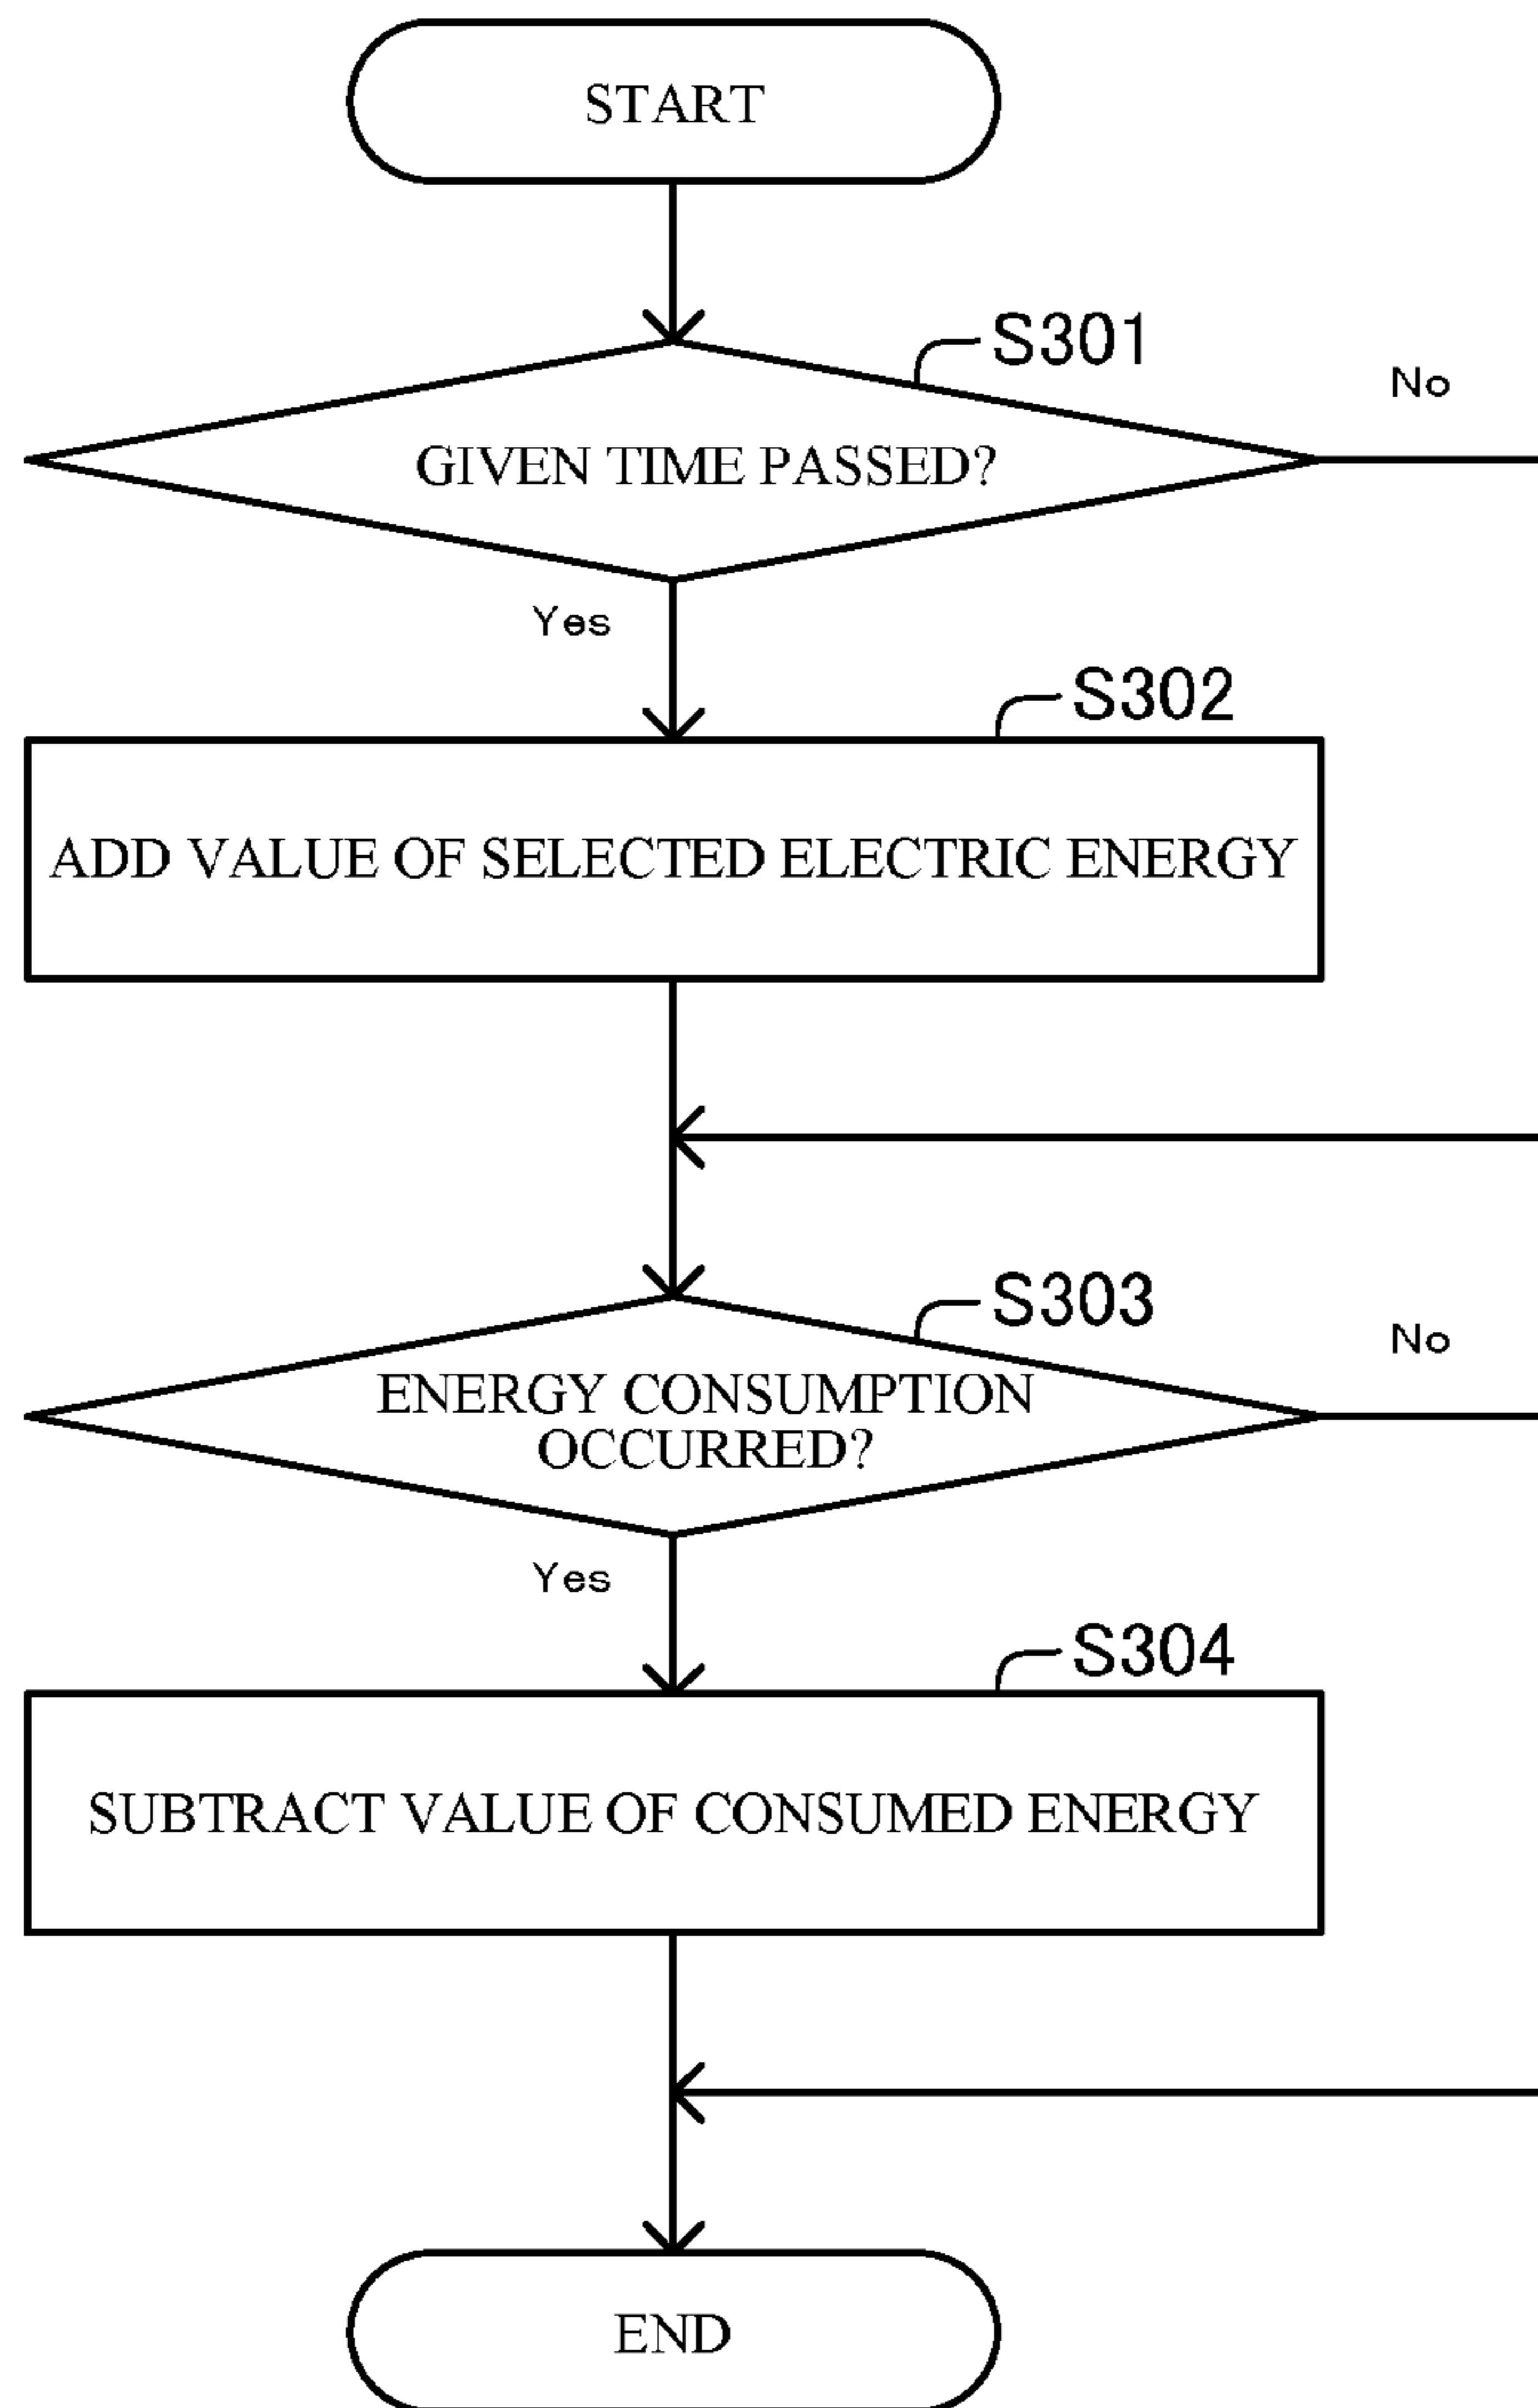 START
S301
No
GIVEN TIME PASSED?
Yes
S302
ADD VALUE OF SELECTED ELECTRIC ENERGY
S303
No
ENERGY CONSUMPTION
OCCURRED?
Yes
S304
SUBTRACT VALUE OF CONSUMED ENERGY
END